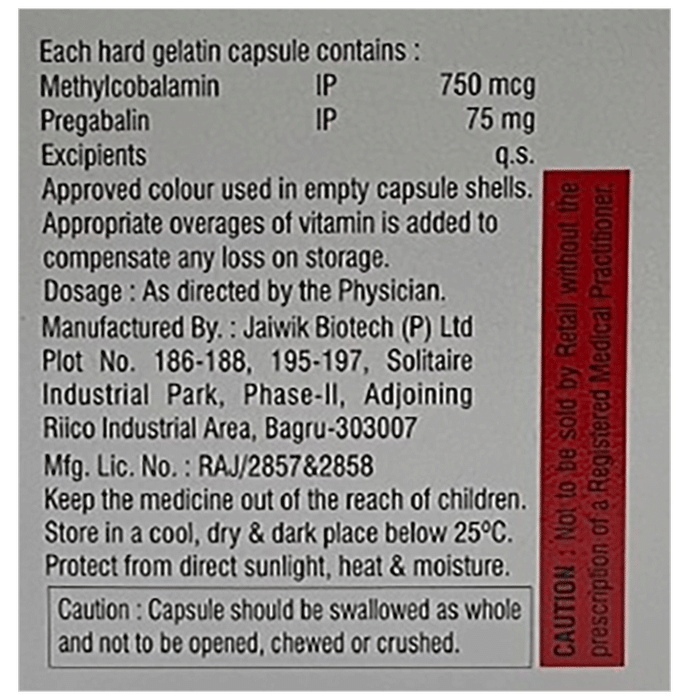 Each hard gelatin capsule contains :
Methylcobalamin IP 750 mcg
Pregabalin IP 75 mg
Excipients q.s.
Approved colour used in empty capsule shells.
Appropriate overages of vitamin is added to
compensate any loss on storage.
Dosage : As directed by the Physician.
Manufactured By. : Jaiwik Biotech (P) Ltd
Plot No. 186-188, 195-197, Solitaire
Industrial Park, Phase-II, Adjoining
Riico Industrial Area, Bagru-303007
Mfg. Lic. No. : RAJ/2857&2858
Keep the medicine out of the reach of children.
Store in a cool, dry & dark place below 25ºC.
Protect from direct sunlight, heat & moisture.
Caution : Capsule should be swallowed as whole
and not to be opened, chewed or crushed.
CAUTION : Not to be sold by Retail without the
prescription of a Registered Medical Practitioner.